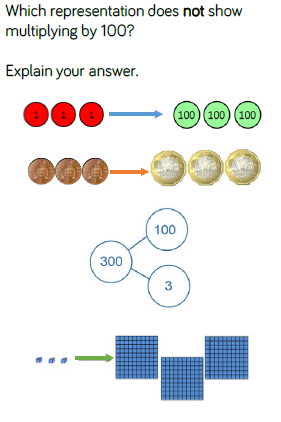 Which representation does not show
multiplying by 100?
Explain your answer.
1 1 1 100 100 100
100
300
3